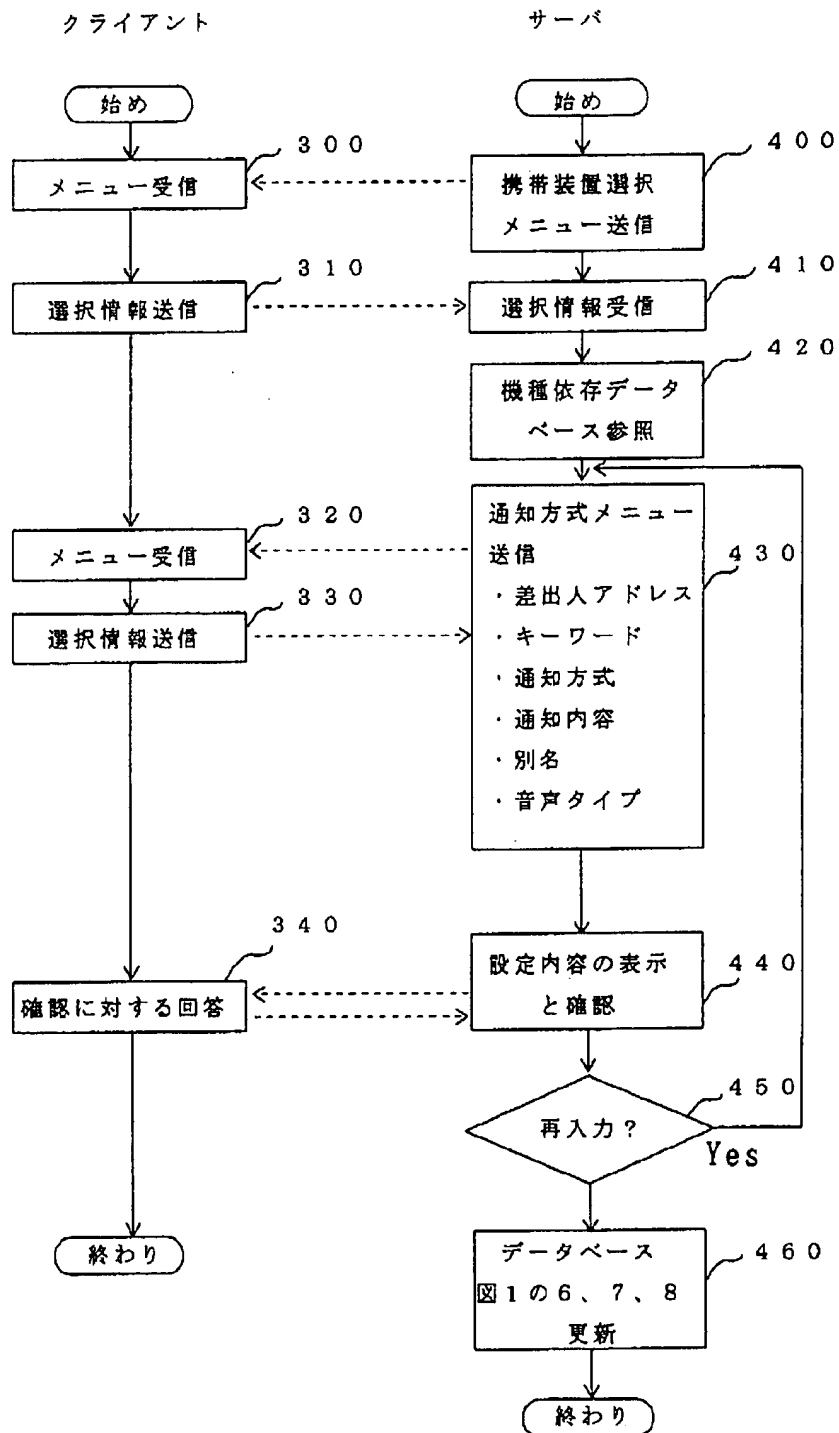 クライアント
サーバ
始め
始め
300
メニュー受信
400
携帯装置選択
メニュー送信
310
選択情報送信
410
選択情報受信
420
機種依存データ
ベース参照
320
メニュー受信
330
選択情報送信
通知方式メニュー
送信
・差出人アドレス
・キーワード
・通知方式
・通知内容
・別名
・音声タイプ
430
340
確認に対する回答
設定内容の表示
と確認
440
450
再入力?
Yes
データベース
図1の6、7、8
更新
460
終わり
終わり